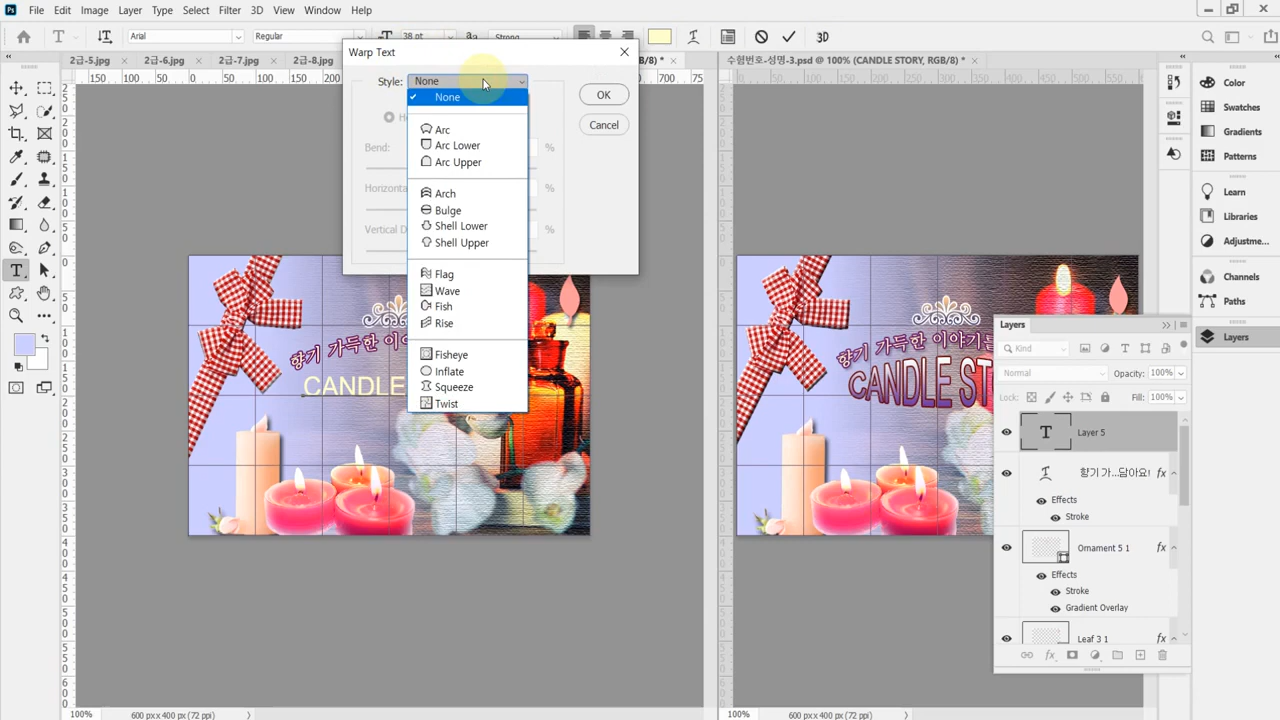 Ps File Edit Image Layer Type Select Filter 3D View Window Help
T Arial Regular 38 pt Strong 3D
2급-5.jpg 2급-6.jpg 2급-7.jpg 2급-8.jpg B/8) * 수험번호-성명-3.psd @ 100% (CANDLE STORY, RGB/8) *
Warp Text
Style: None
None
Arc
Arc Lower
Arc Upper
Arch
Bulge
Shell Lower
Shell Upper
Flag
Wave
Fish
Rise
Fisheye
Inflate
Squeeze
Twist
Bend: %
Horizontal %
Vertical D %
OK
Cancel
향기 가득한 이야
CANDLE
향기 가득한 이야기를
CANDLE ST
Color
Swatches
Gradients
Patterns
Learn
Libraries
Adjustme...
Channels
Paths
Layers
Layers
Kind
Normal Opacity: 100%
Lock: Fill: 100%
T Layer 5
향기 가...담아요! fx
Effects
Stroke
Ornament 5 1 fx
Effects
Stroke
Gradient Overlay
Leaf 3 1 fx
100% 600 px x 400 px (72 ppi) 100% 600 px x 400 px (72 ppi)